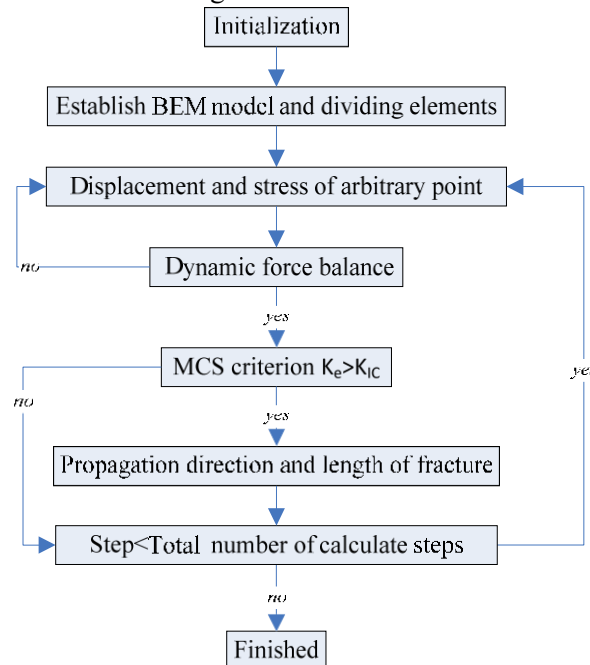 Initialization
Establish BEM model and dividing elements
Displacement and stress of arbitrary point
no
Dynamic force balance
yes
MCS criterion Ke>KIC
no
yes
Propagation direction and length of fracture
Step<Total number of calculate steps
no
Finished